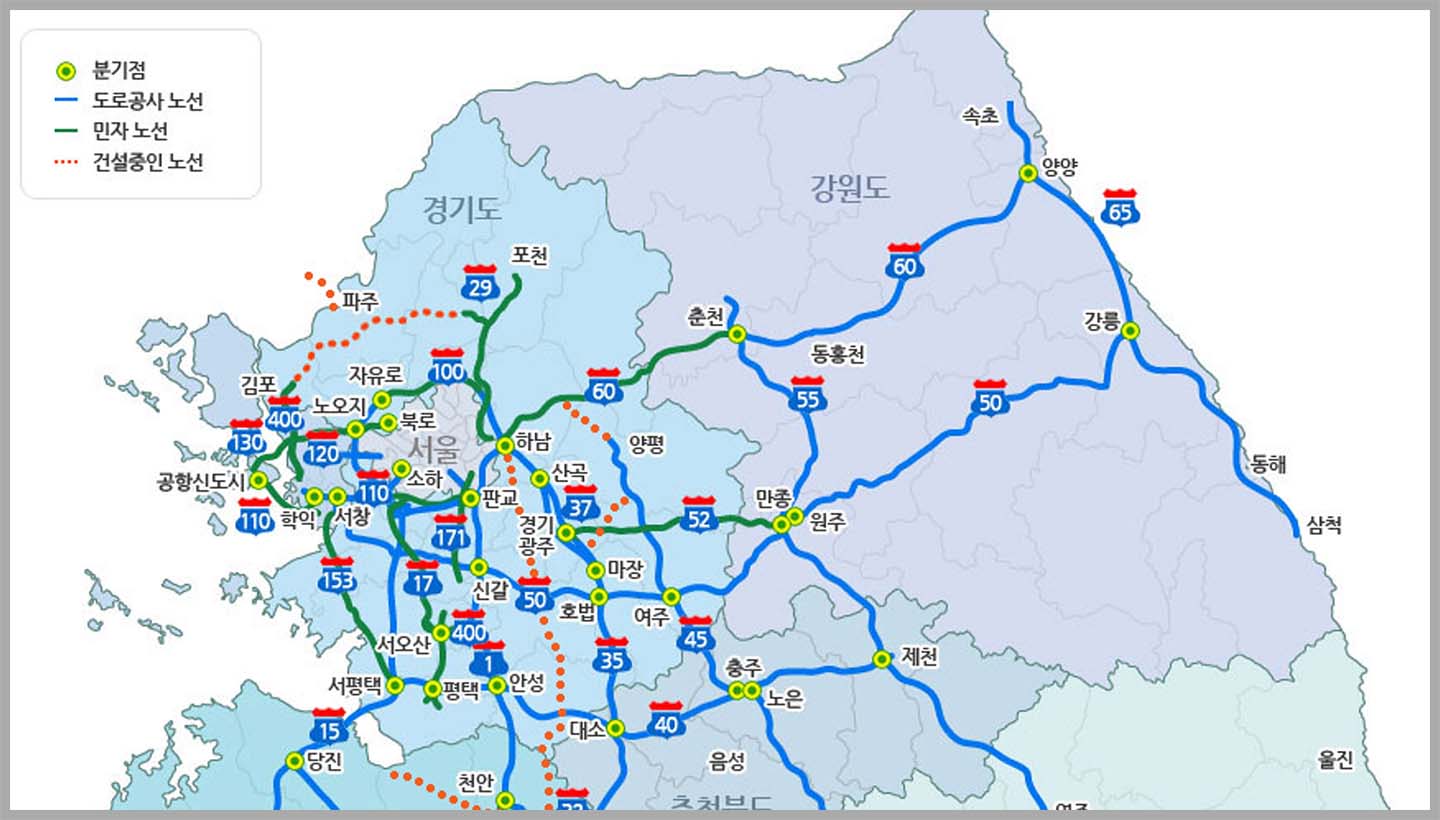 분기점
도로공사 노선
민자 노선
건설중인 노선
속초
양양
65
강원도
경기도
포천
60
29
파주
춘천
강릉
동홍천
자유로
100
김포
60
55
50
노오지
400
북로
130
서울
하남
양평
120
동해
공항신도시
소하
산곡
110
판교
37
만종
110
학익
서창
경기
광주
52
원주
삼척
171
153
17
신갈
마장
50
호법
여주
서오산
400
45
1
35
충주
제천
서평택
평택
안성
노은
15
대소
40
당진
음성
울진
천안